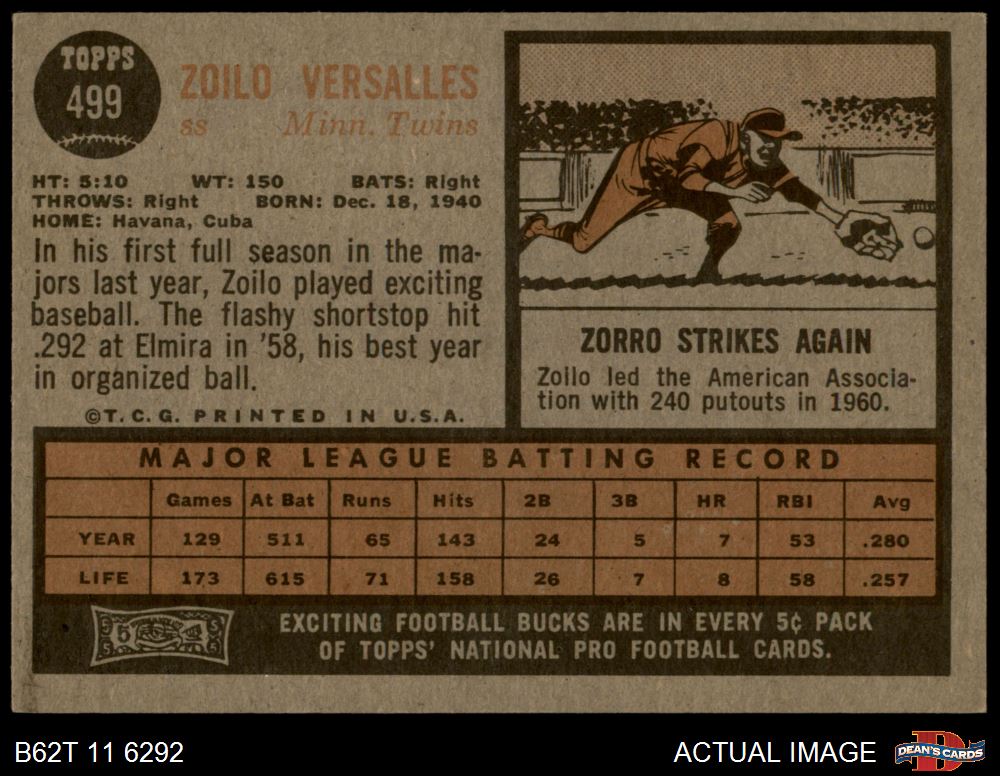 TOPPS
499
ZOILO VERSALLES
ss Minn. Twins
HT: 5:10 WT: 150 BATS: Right
THROWS: Right BORN: Dec. 18, 1940
HOME: Havana, Cuba
In his first full season in the ma-
jors last year, Zoilo played exciting
baseball. The flashy shortstop hit
.292 at Elmira in '58, his best year
in organized ball.
©T.C.G. PRINTED IN U.S.A.
ZORRO STRIKES AGAIN
Zoilo led the American Associa-
tion with 240 putouts in 1960.
MAJOR LEAGUE BATTING RECORD
Games At Bat Runs Hits 2B 3B HR RBI Avg
YEAR 129 511 65 143 24 5 7 53 .280
LIFE 173 615 71 158 26 7 8 58 .257
5 5 5 5 5
EXCITING FOOTBALL BUCKS ARE IN EVERY 5¢ PACK
OF TOPPS' NATIONAL PRO FOOTBALL CARDS.
B62T 11 6292
ACTUAL IMAGE
D
DEAN'S CARDS